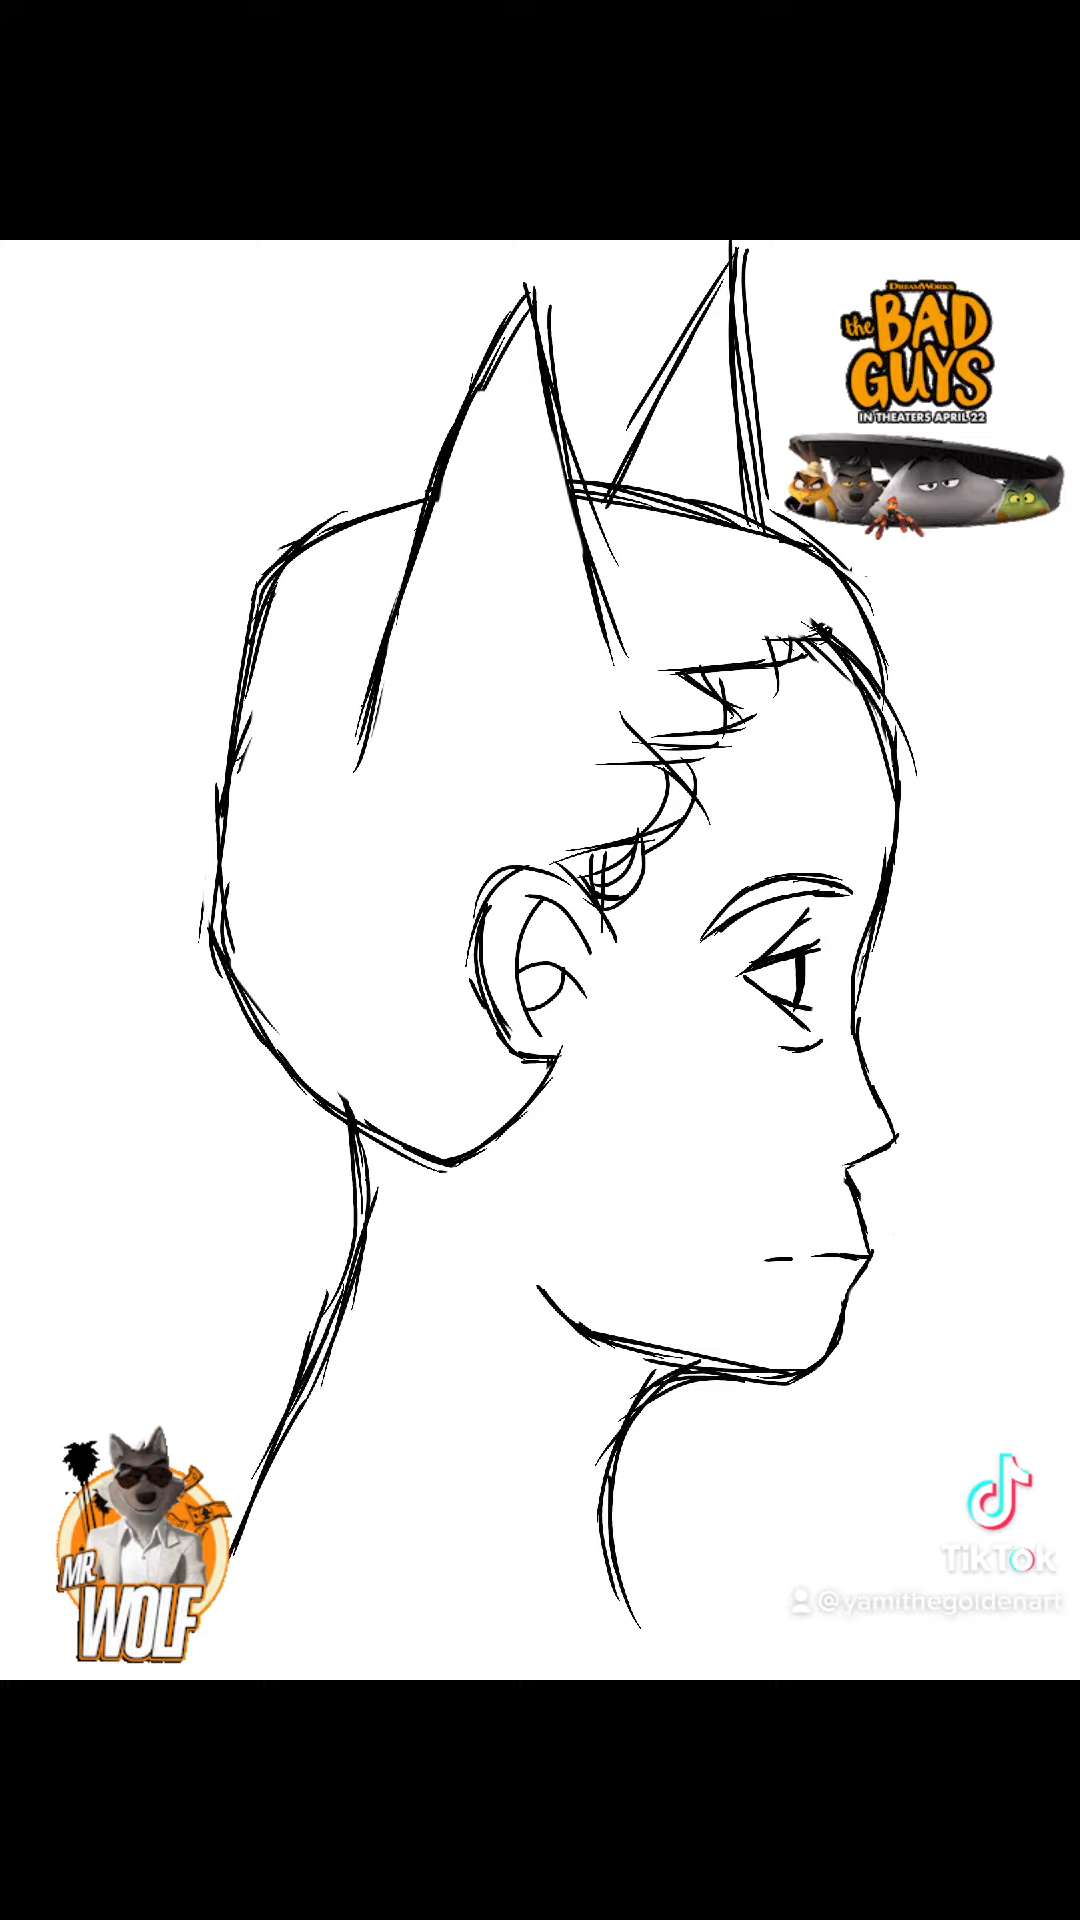 DREAMWORKS
the BAD
GUYS
IN THEATERS APRIL 22
MR.
WOLF
TikTok
@yamithegoldenart